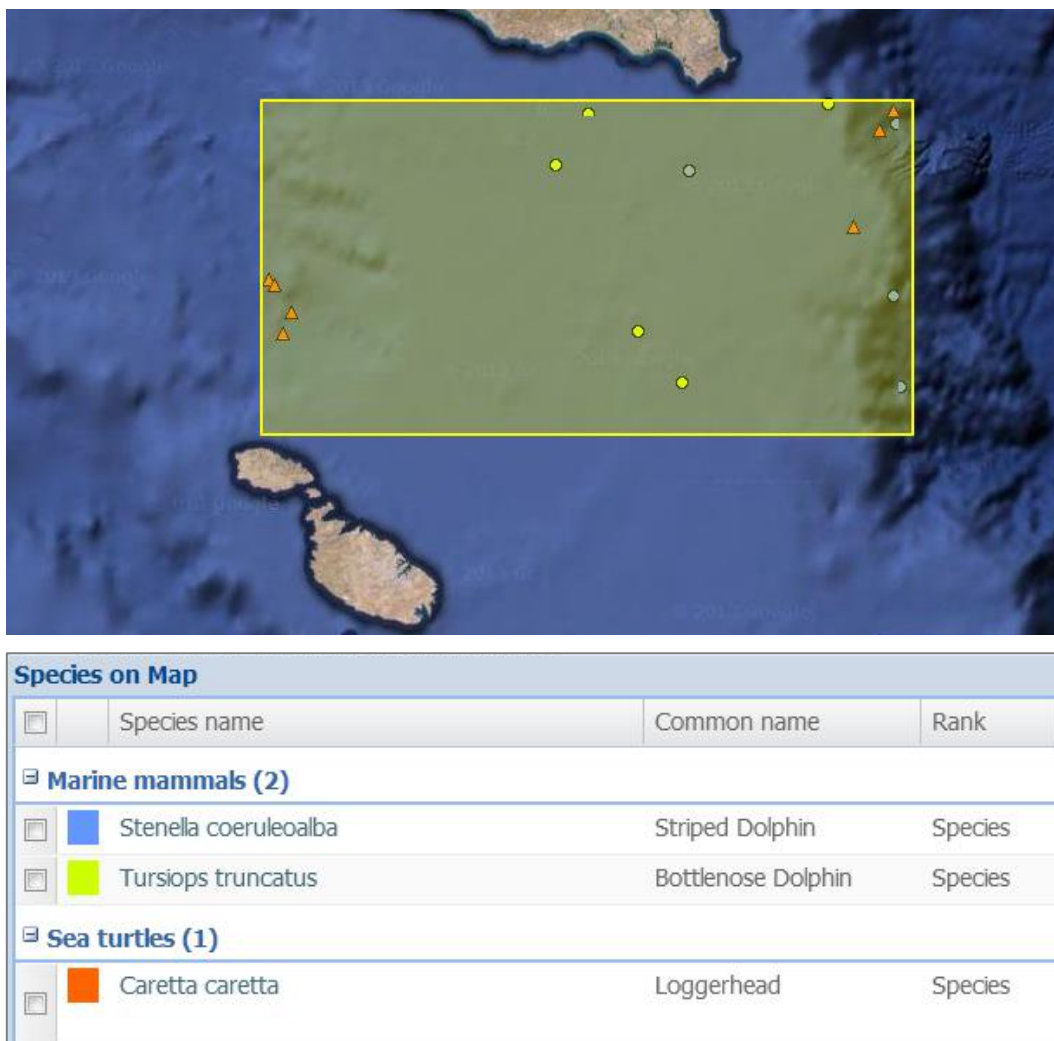 Species on Map
Species name Common name Rank
Marine mammals (2)
Stenella coeruleoalba Striped Dolphin Species
Tursiops truncatus Bottlenose Dolphin Species
Sea turtles (1)
Caretta caretta Loggerhead Species